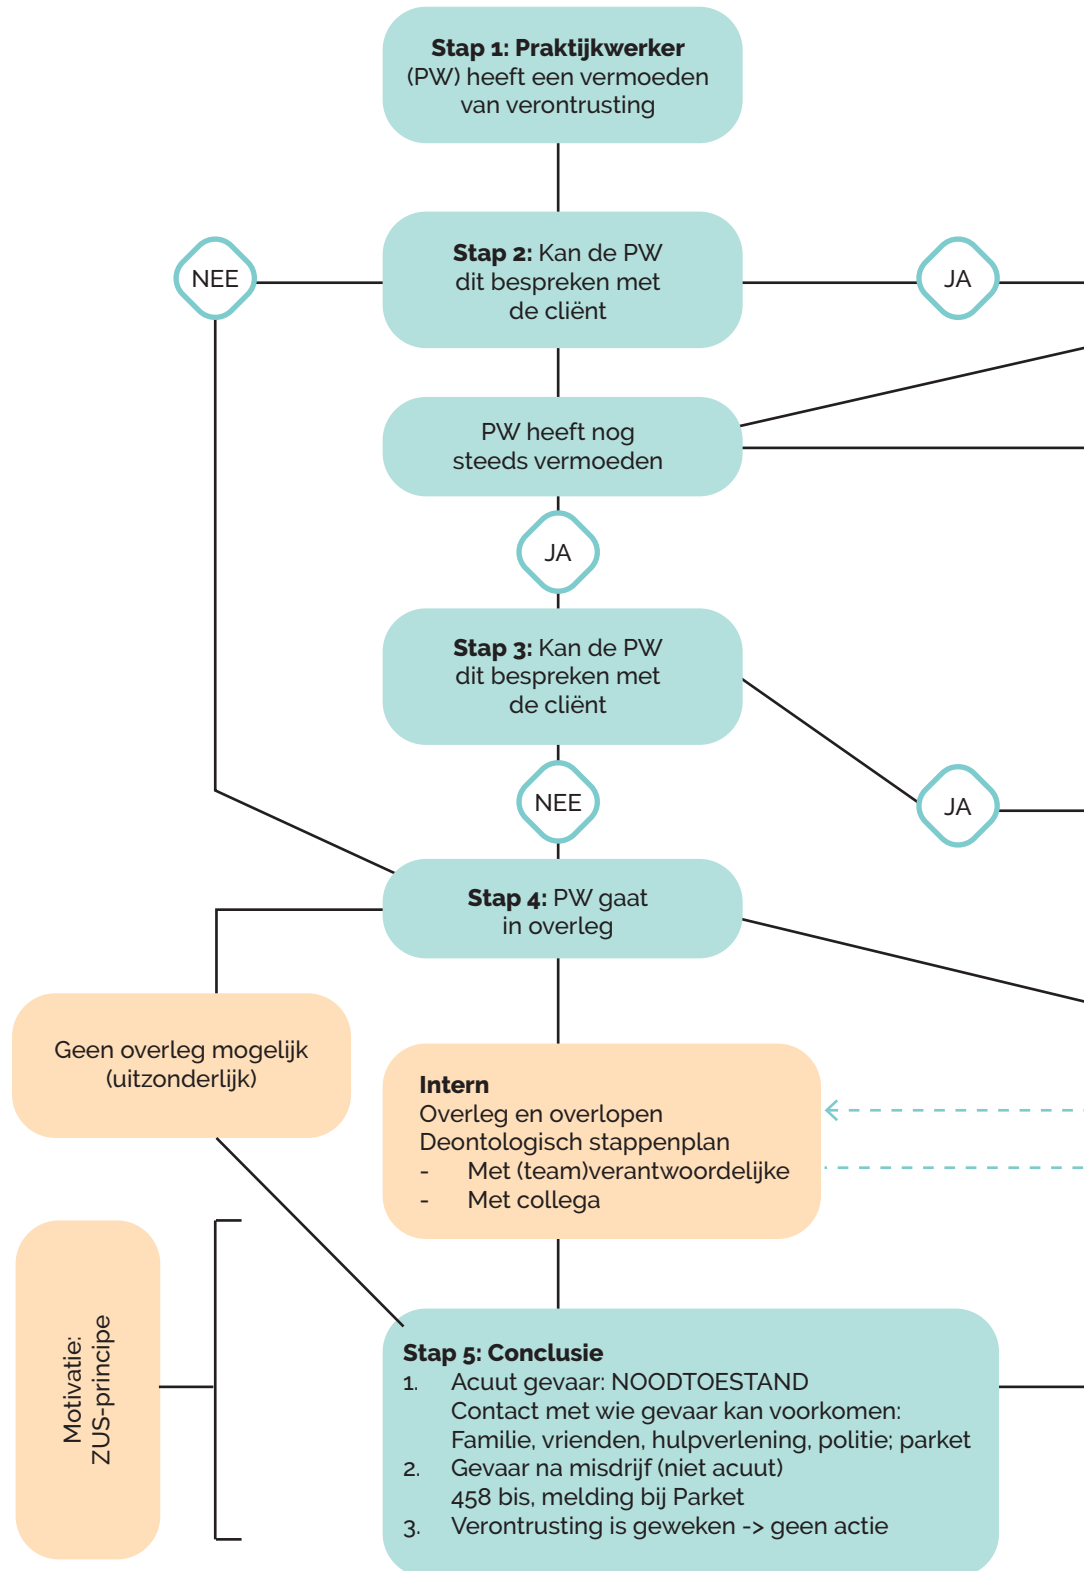 Stap 1: Praktijkwerker
(PW) heeft een vermoeden
van verontrusting
Stap 2: Kan de PW
dit bespreken met
de cliënt
NEE
JA
PW heeft nog
steeds vermoeden
JA
Stap 3: Kan de PW
dit bespreken met
de cliënt
NEE
JA
Stap 4: PW gaat
in overleg
Geen overleg mogelijk
(uitzonderlijk)
Intern
Overleg en overlopen
Deontologisch stappenplan
- Met (team)verantwoordelijke
- Met collega
Motivatie:
ZUS-principe
Stap 5: Conclusie
1. Acuut gevaar: NOODTOESTAND
Contact met wie gevaar kan voorkomen:
Familie, vrienden, hulpverlening, politie; parket
2. Gevaar na misdrijf (niet acuut)
458 bis, melding bij Parket
3. Verontrusting is geweken -> geen actie